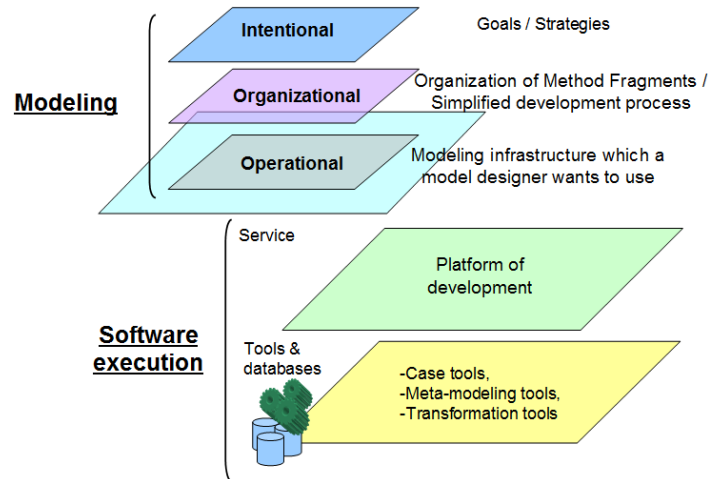 Intentional
Goals / Strategies
Modeling
Organizational
Organization of Method Fragments /
Simplified development process
Operational
Modeling infrastructure which a
model designer wants to use
Service
Platform of
development
Software
execution
Tools &
databases
-Case tools,
-Meta-modeling tools,
-Transformation tools